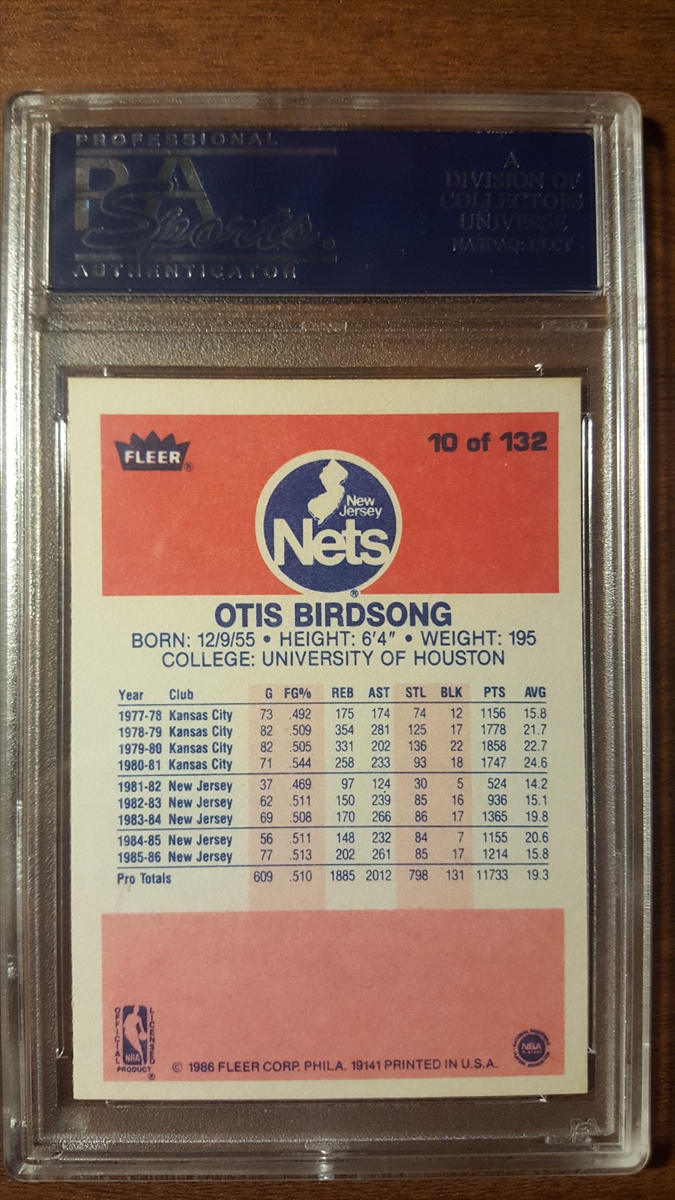 PROFESSIONAL
PSA
Sports.
AUTHENTICATOR
A
DIVISION OF
COLLECTORS
UNIVERSE
NASDAQ: CLCT
FLEER®
10 of 132
New
Jersey
Nets
®
OTIS BIRDSONG
BORN: 12/9/55 • HEIGHT: 6'4" • WEIGHT: 195
COLLEGE: UNIVERSITY OF HOUSTON
Year Club G FG% REB AST STL BLK PTS AVG
1977-78 Kansas City 73 .492 175 174 74 12 1156 15.8
1978-79 Kansas City 82 .509 354 281 125 17 1778 21.7
1979-80 Kansas City 82 .505 331 202 136 22 1858 22.7
1980-81 Kansas City 71 .544 258 233 93 18 1747 24.6
1981-82 New Jersey 37 .469 97 124 30 5 524 14.2
1982-83 New Jersey 62 .511 150 239 85 16 936 15.1
1983-84 New Jersey 69 .508 170 266 86 17 1365 19.8
1984-85 New Jersey 56 .511 148 232 84 7 1155 20.6
1985-86 New Jersey 77 .513 202 261 85 17 1214 15.8
Pro Totals 609 .510 1885 2012 798 131 11733 19.3
OFFICIAL LICENSED
NBA
PRODUCT ®
© 1986 FLEER CORP. PHILA. 19141 PRINTED IN U.S.A.
NBA
PLAYERS